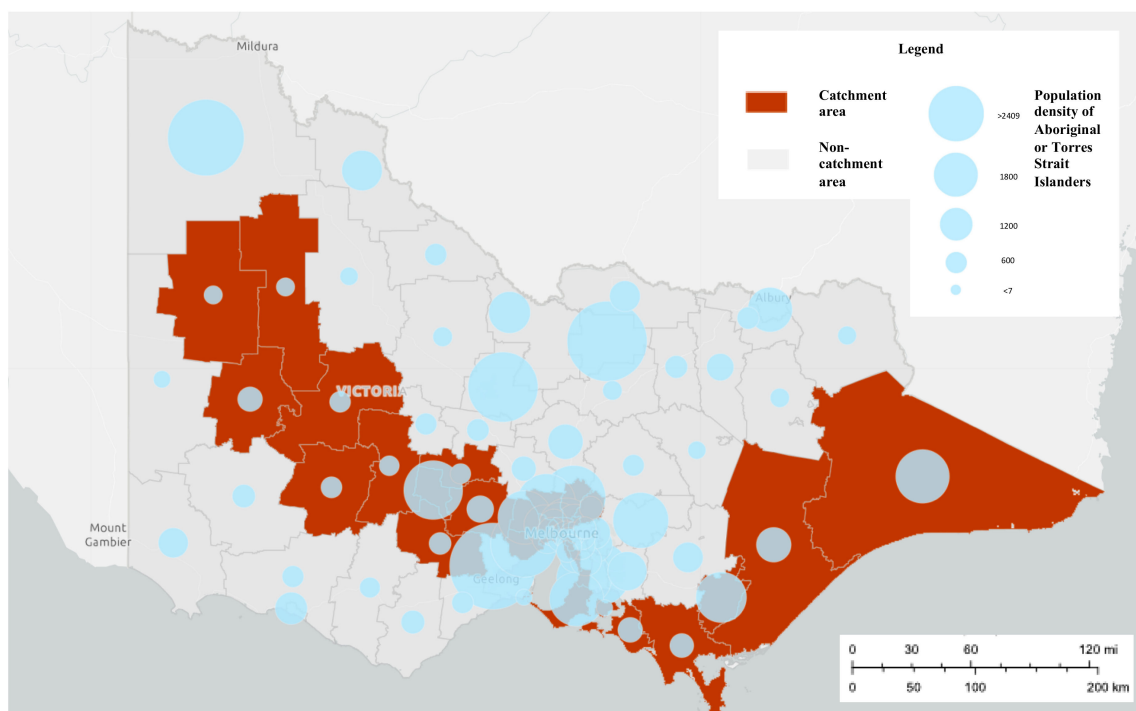 Mildura
Legend
Catchment
area
Non-
catchment
area
>2409
1800
1200
600
<7
Population
density of
Aboriginal
or Torres
Strait
Islanders
Albury
VICTORIA
Mount
Gambier
Melbourne
Geelong
0 30 60 120 mi
0 50 100 200 km